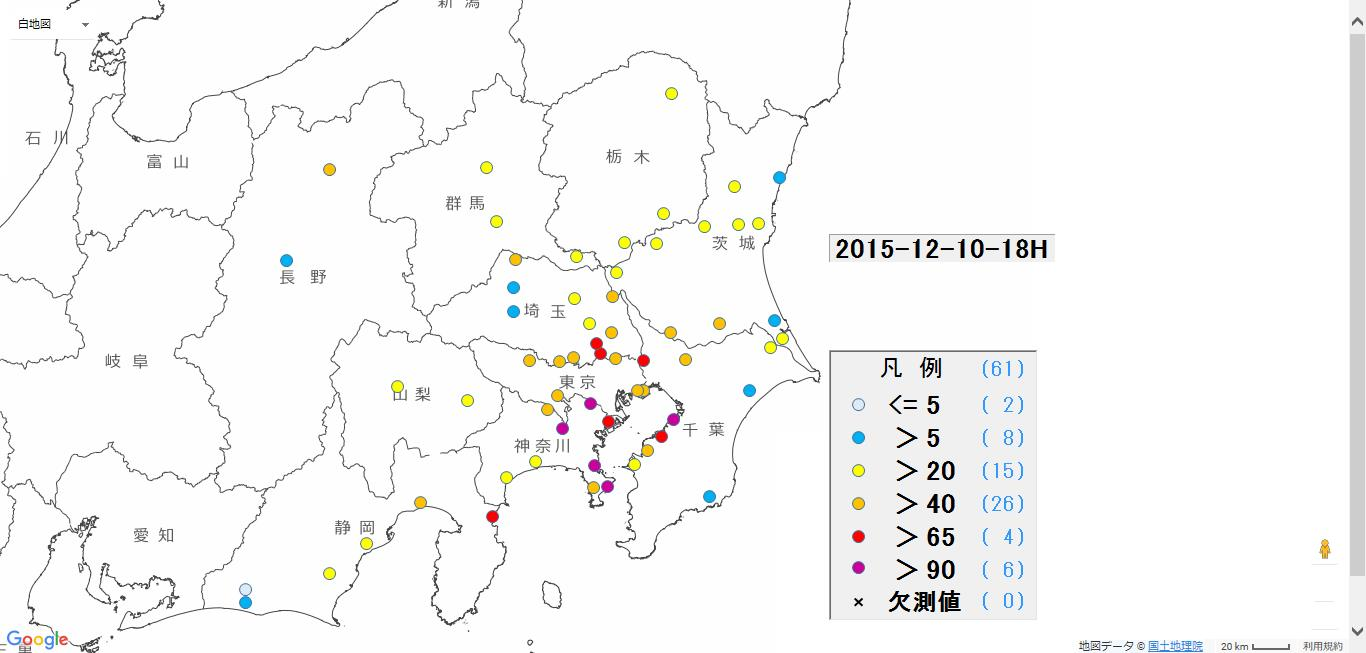 新 潟
白地図
石 川
富 山
栃 木
群 馬
茨 城
2015-12-10-18H
長 野
埼 玉
岐 阜
凡 例 (61)
<= 5 ( 2)
＞ 5 ( 8)
＞ 20 (15)
＞ 40 (26)
＞ 65 ( 4)
＞ 90 ( 6)
× 欠測値 ( 0)
東 京
山 梨
千 葉
神 奈 川
静 岡
愛 知
Google
地図データ © 国土地理院 20 km 利用規約